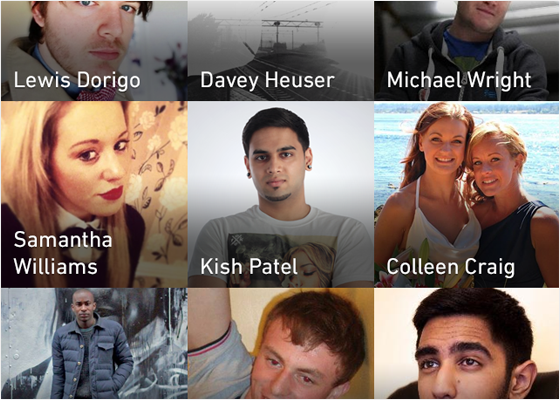 Lewis Dorigo
Davey Heuser
Michael Wright
Samantha
Williams
Kish Patel
Colleen Craig